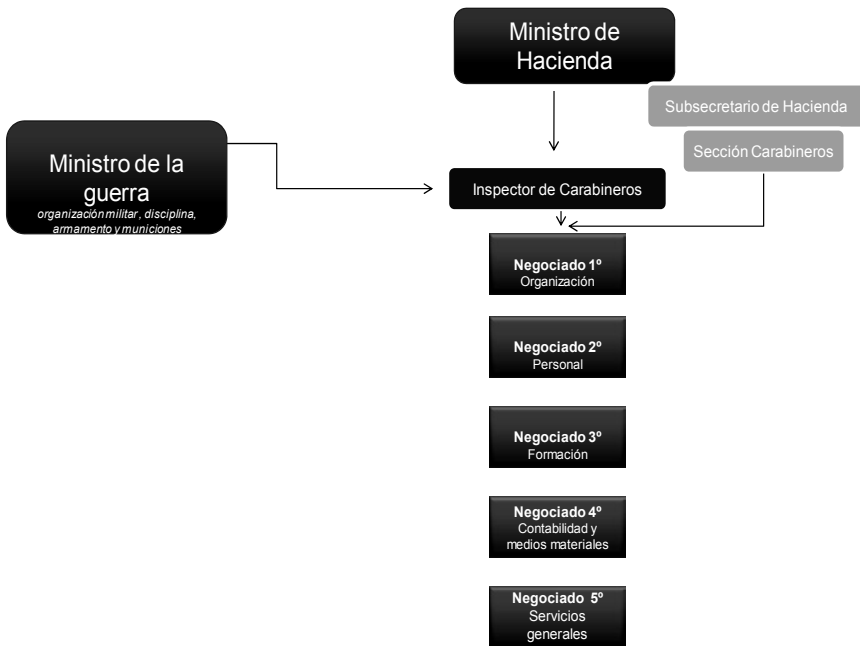 Ministro de
Hacienda
Subsecretario de Hacienda
Sección Carabineros
Ministro de la
guerra
organización militar, disciplina,
armamento y municiones
Inspector de Carabineros
Negociado 1º
Organización
Negociado 2º
Personal
Negociado 3º
Formación
Negociado 4º
Contabilidad y
medios materiales
Negociado 5º
Servicios
generales